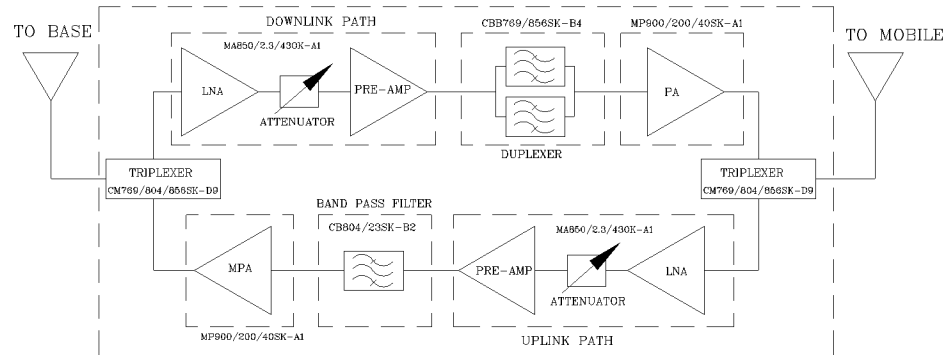 DOWNLINK PATH
CBB769/856SK-B4
MP900/200/40SK-A1
TO BASE
TO MOBILE
MA850/2.3/430K-A1
LNA
PRE-AMP
PA
ATTENUATOR
DUPLEXER
TRIPLEXER
CM769/804/856SK-D9
TRIPLEXER
CM769/804/856SK-D9
BAND PASS FILTER
CB804/23SK-B2
MA850/2.3/430K-A1
MPA
PRE-AMP
LNA
ATTENUATOR
MP900/200/40SK-A1
UPLINK PATH